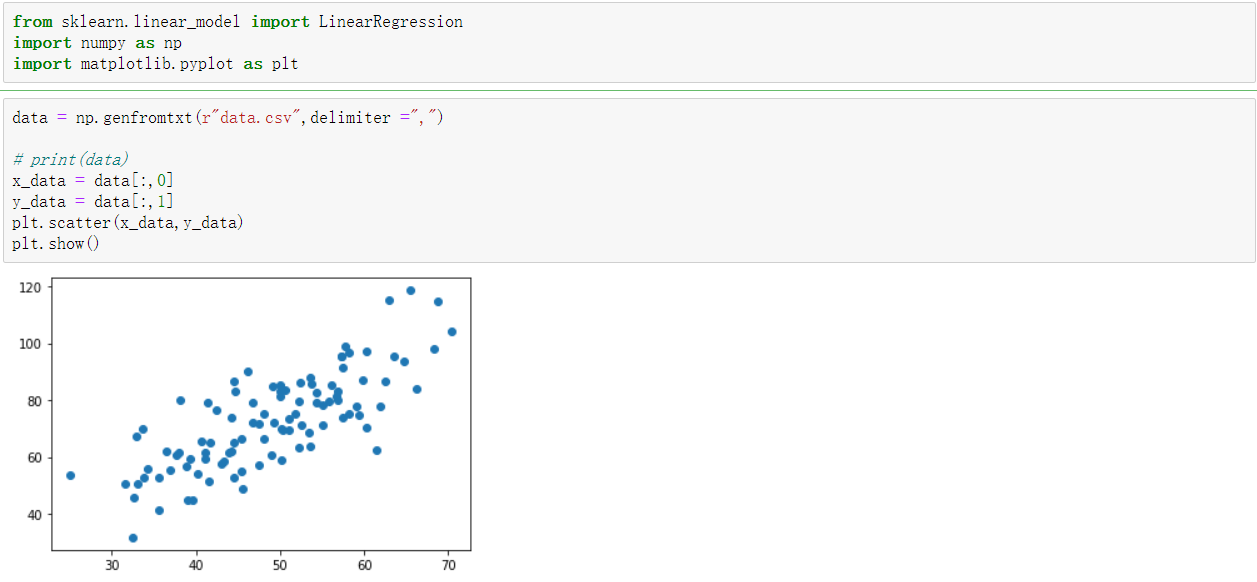 from sklearn.linear_model import LinearRegression
import numpy as np
import matplotlib.pyplot as plt
data = np.genfromtxt(r"data.csv",delimiter =",")
# print(data)
x_data = data[:,0]
y_data = data[:,1]
plt.scatter(x_data,y_data)
plt.show()
120
100
80
60
40
30 40 50 60 70